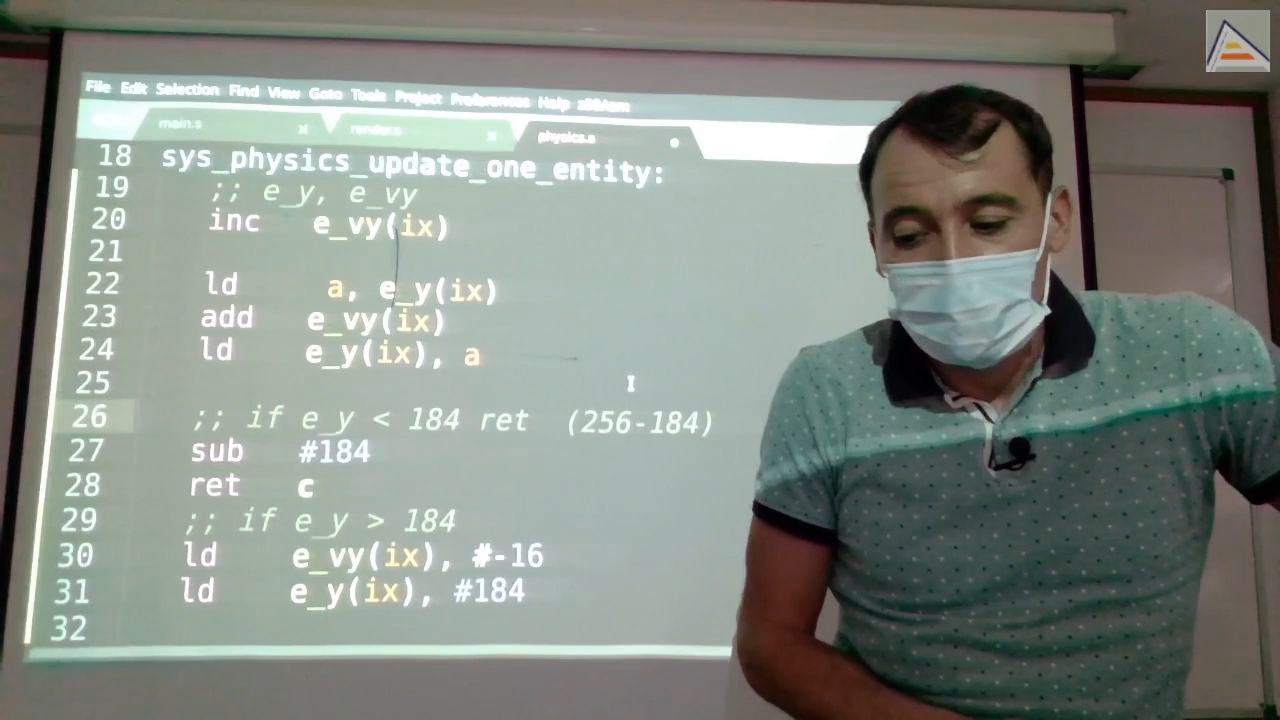 File Edit Selection Find View Goto Tools Project Preferences Help z80Asm
main.s × render.s × physics.s
18 sys_physics_update_one_entity:
19 ;; e_y, e_vy
20 inc e_vy(ix)
21
22 ld a, e_y(ix)
23 add e_vy(ix)
24 ld e_y(ix), a
25
26 ;; if e_y < 184 ret (256-184)
27 sub #184
28 ret c
29 ;; if e_y > 184
30 ld e_vy(ix), #-16
31 ld e_y(ix), #184
32